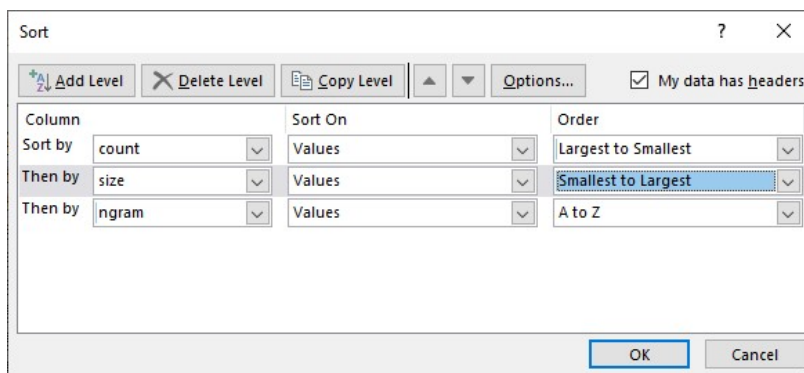 Sort ?
Add Level Delete Level Copy Level Options... My data has headers
Column Sort On Order
Sort by count Values Largest to Smallest
Then by size Values Smallest to Largest
Then by ngram Values A to Z
OK Cancel